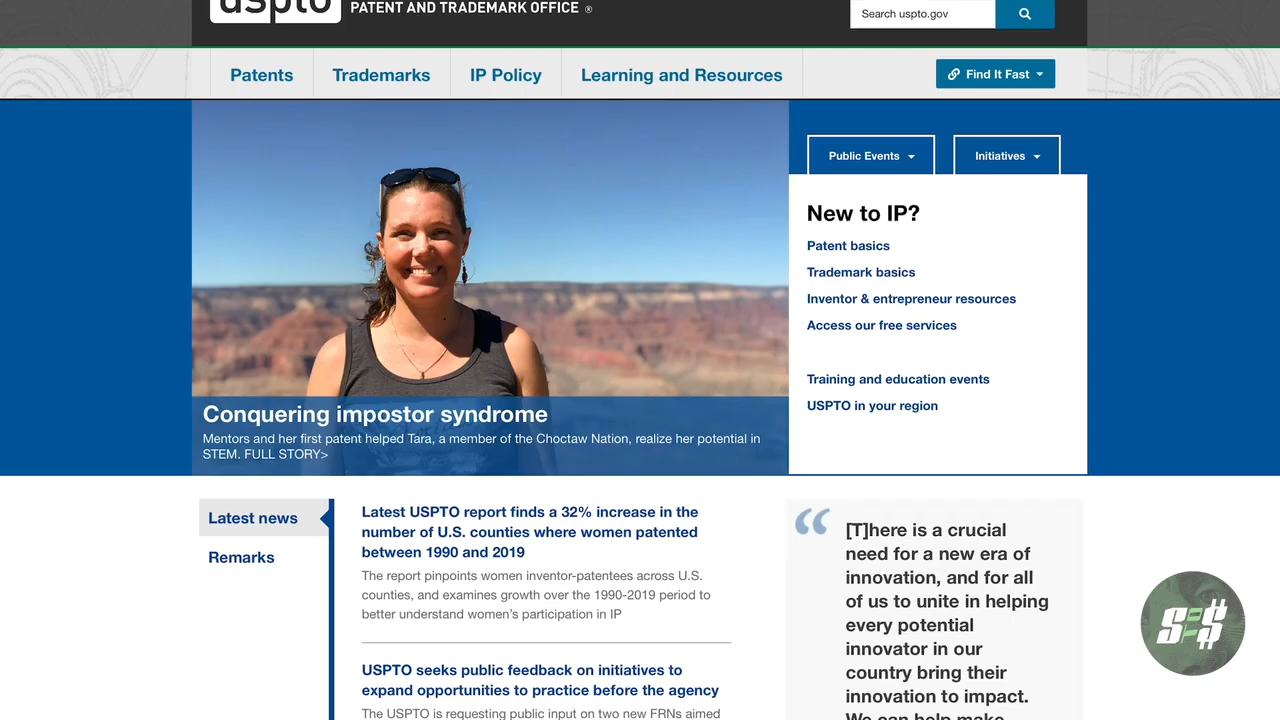 uspto
PATENT AND TRADEMARK OFFICE ®
Search uspto.gov
Patents
Trademarks
IP Policy
Learning and Resources
Find It Fast
Public Events
Initiatives
New to IP?
Patent basics
Trademark basics
Inventor & entrepreneur resources
Access our free services
Training and education events
USPTO in your region
Conquering impostor syndrome
Mentors and her first patent helped Tara, a member of the Choctaw Nation, realize her potential in
STEM. FULL STORY>
Latest news
Remarks
Latest USPTO report finds a 32% increase in the
number of U.S. counties where women patented
between 1990 and 2019
The report pinpoints women inventor-patentees across U.S.
counties, and examines growth over the 1990-2019 period to
better understand women’s participation in IP
USPTO seeks public feedback on initiatives to
expand opportunities to practice before the agency
The USPTO is requesting public input on two new FRNs aimed
“
[T]here is a crucial
need for a new era of
innovation, and for all
of us to unite in helping
every potential
innovator in our
country bring their
innovation to impact.
We can help make
S=$